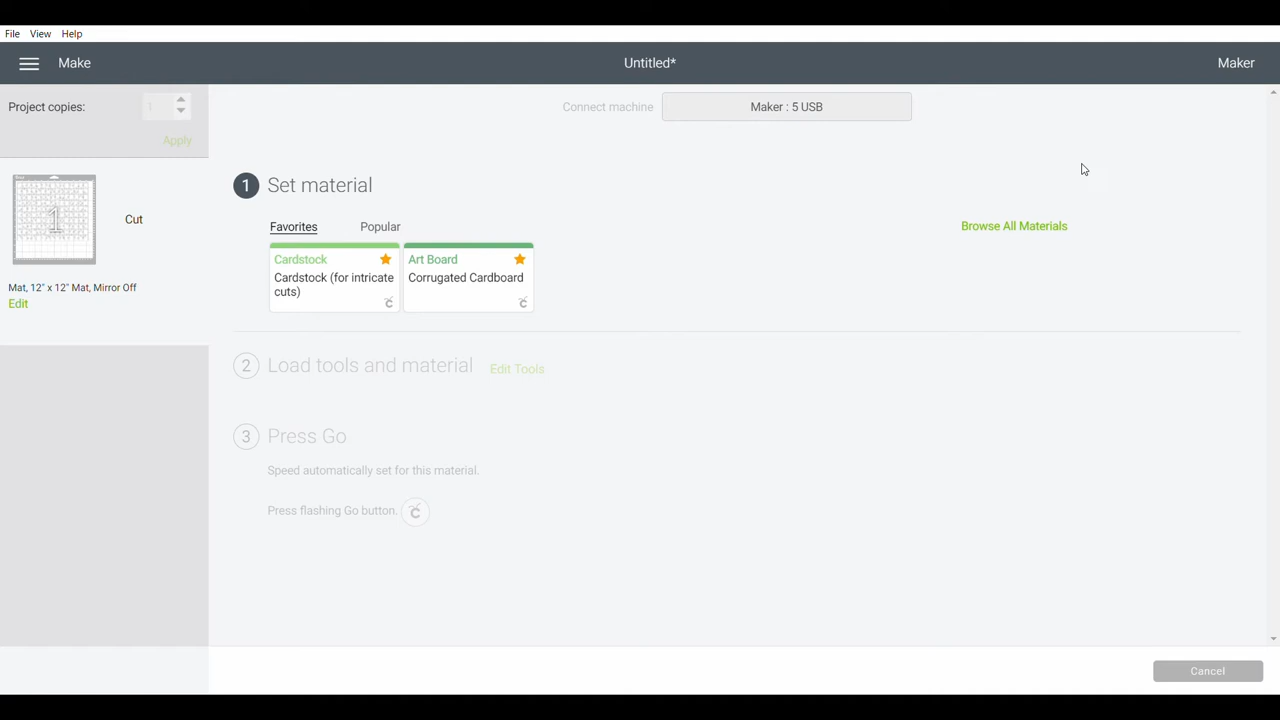 File View Help
Make Untitled* Maker
Project copies: 1
Apply
Connect machine Maker : 5 USB
1
Cut
Mat, 12" x 12" Mat, Mirror Off
Edit
1 Set material
Favorites Popular Browse All Materials
Cardstock
Cardstock (for intricate
cuts)
Art Board
Corrugated Cardboard
2 Load tools and material Edit Tools
3 Press Go
Speed automatically set for this material.
Press flashing Go button.
Cancel